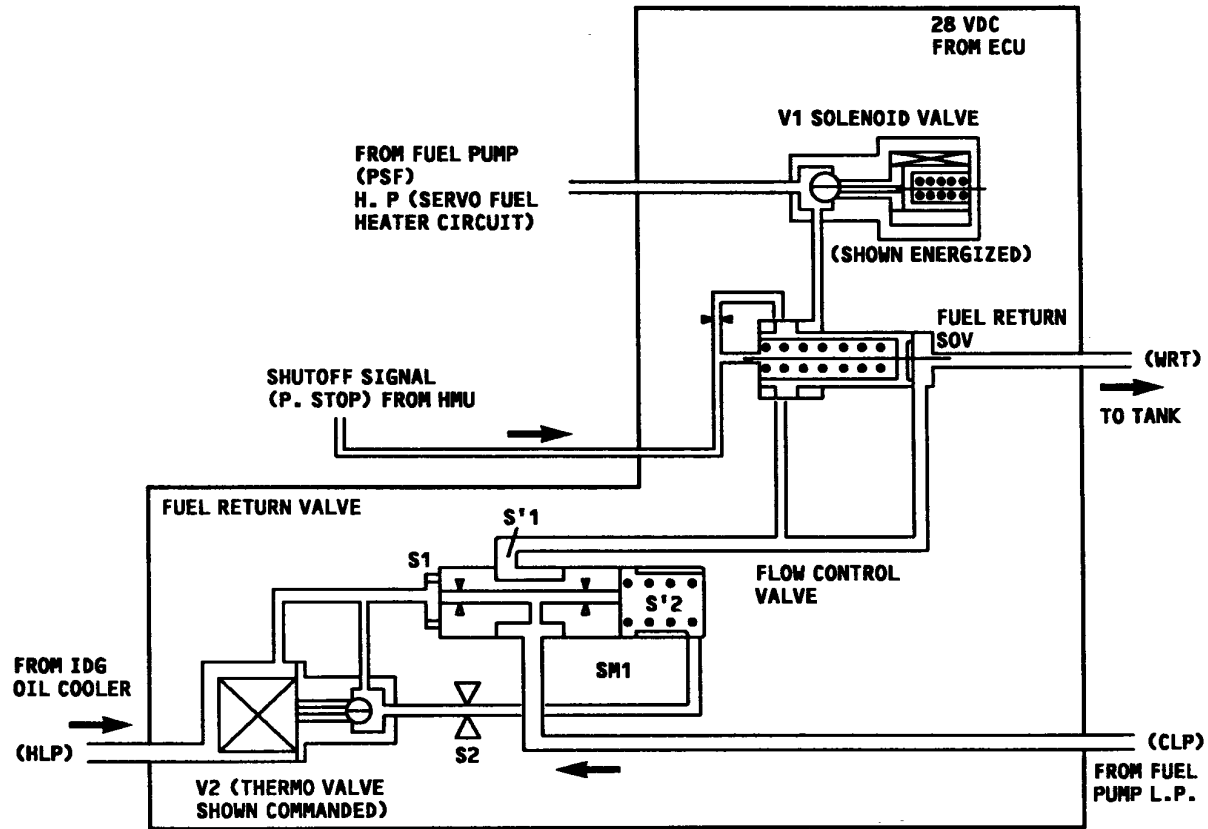 28 VDC
FROM ECU
V1 SOLENOID VALVE
FROM FUEL PUMP
(PSF)
H. P (SERVO FUEL
HEATER CIRCUIT)
(SHOWN ENERGIZED)
FUEL RETURN
SOV
(WRT)
TO TANK
SHUTOFF SIGNAL
(P. STOP) FROM HMU
FUEL RETURN VALVE
S'1
S1
FLOW CONTROL
VALVE
S'2
SM1
FROM IDG
OIL COOLER
(HLP)
S2
(CLP)
FROM FUEL
PUMP L.P.
V2 (THERMO VALVE
SHOWN COMMANDED)